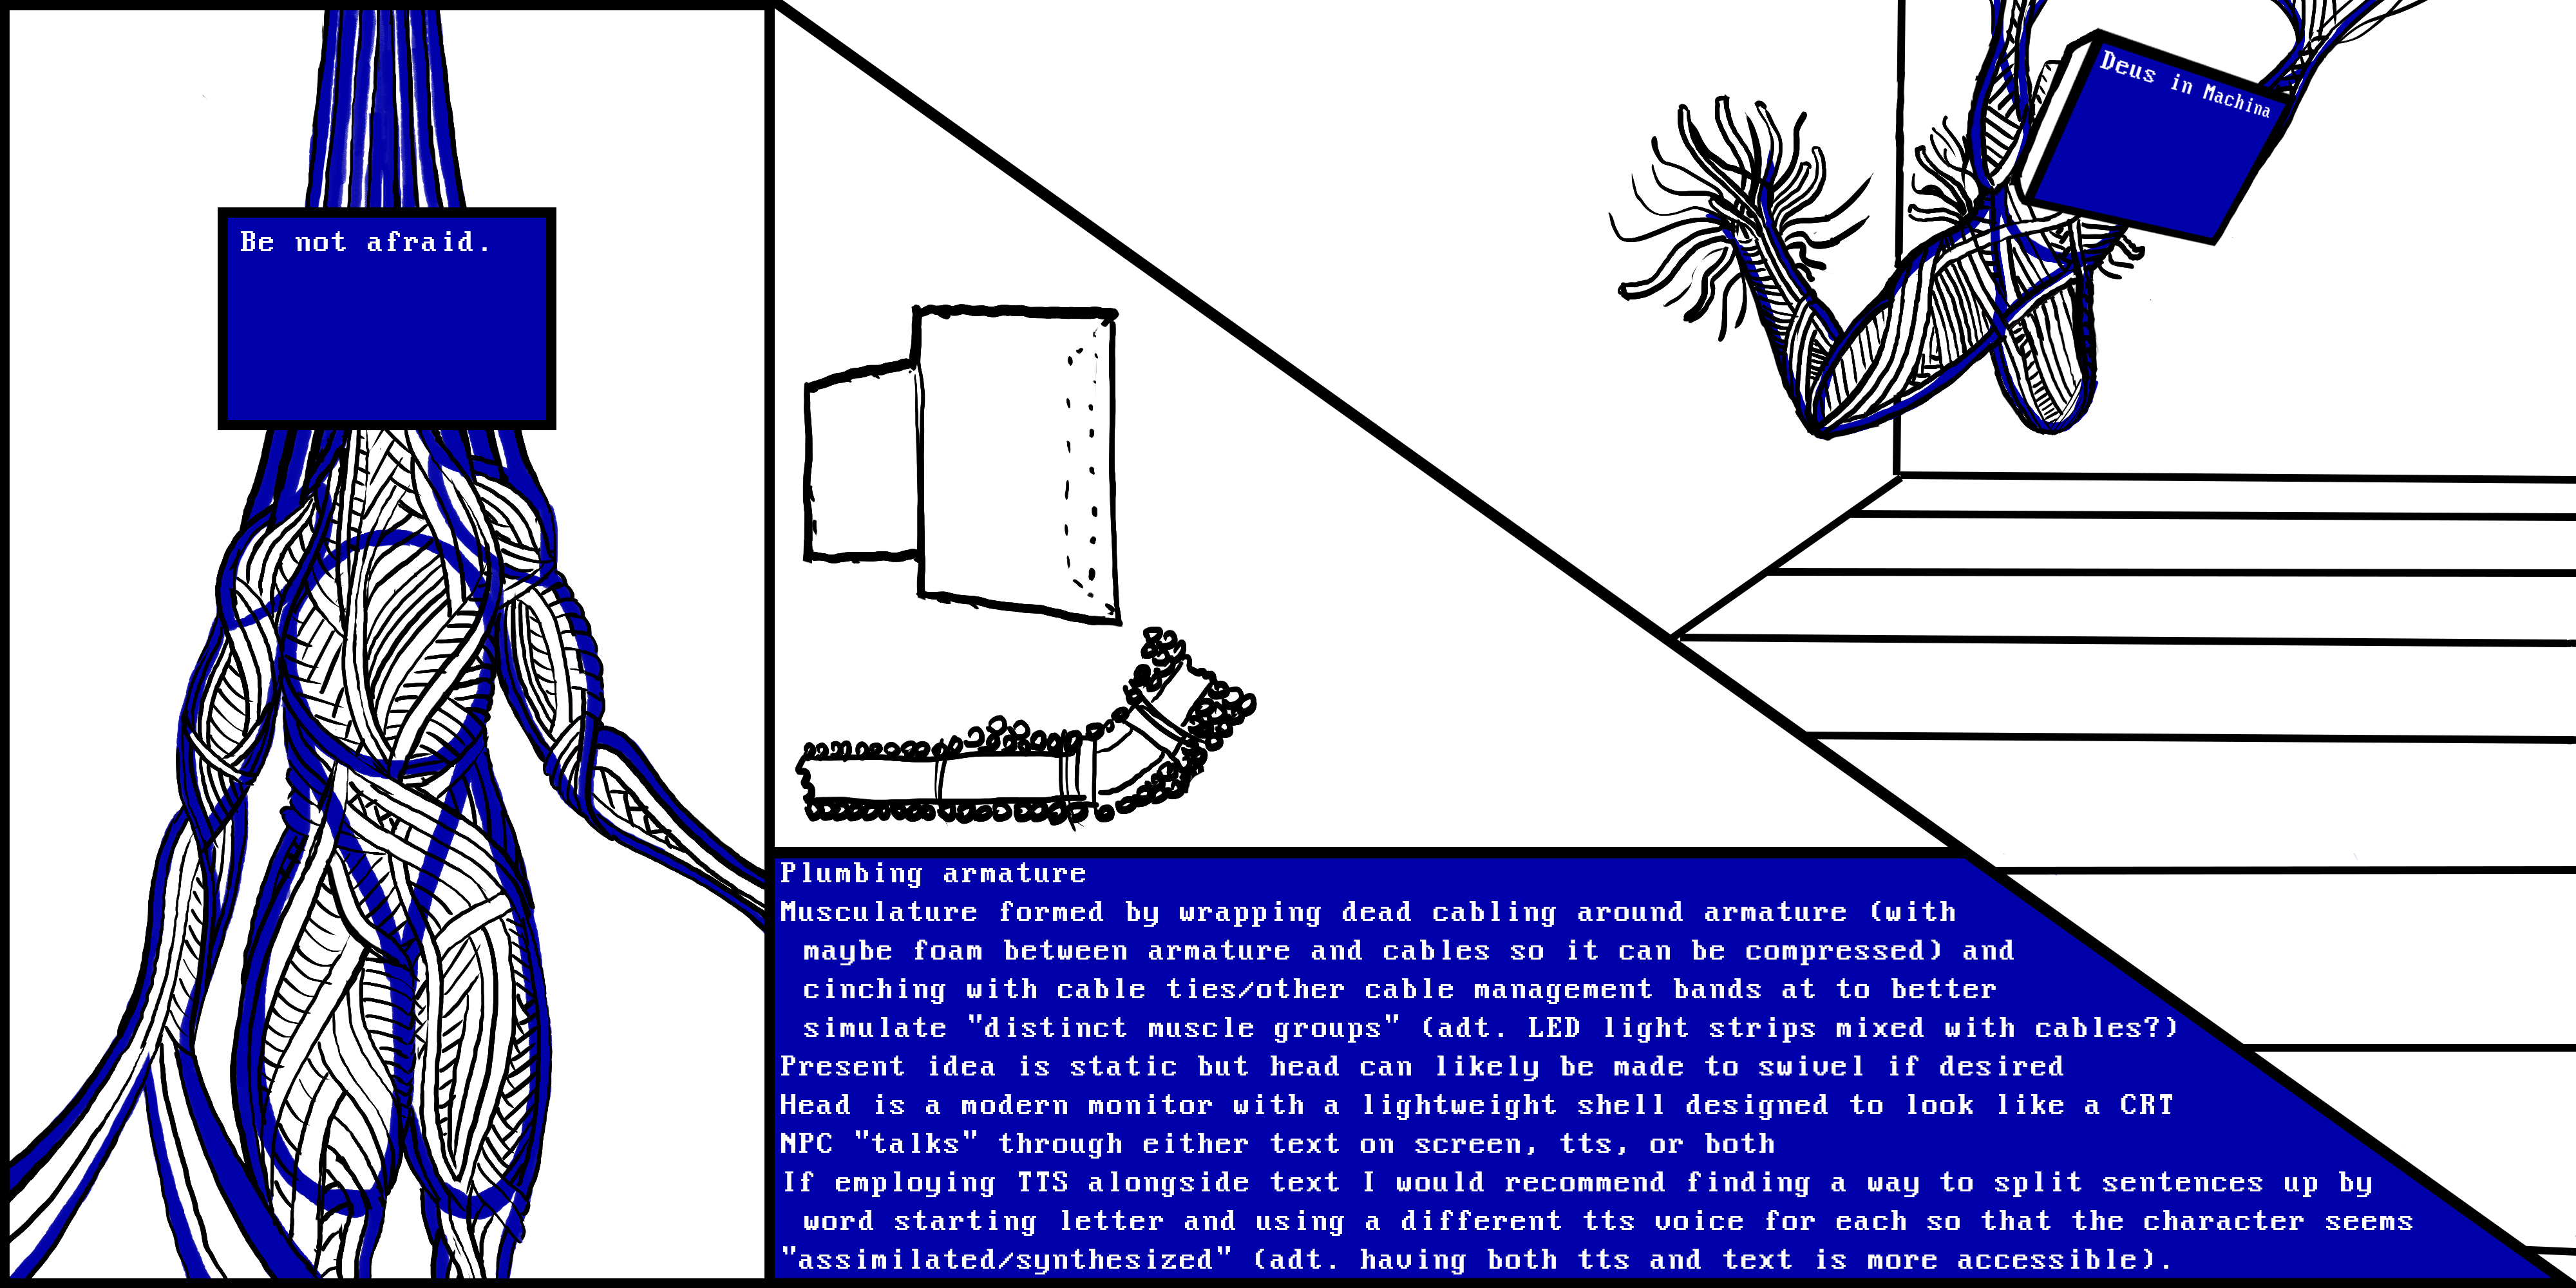 Be not afraid.
Deus in Machina
Plumbing armature
Musculature formed by wrapping dead cabling around armature (with
maybe foam between armature and cables so it can be compressed) and
cinching with cable ties/other cable management bands at to better
simulate "distinct muscle groups" (adt. LED light strips mixed with cables?)
Present idea is static but head can likely be made to swivel if desired
Head is a modern monitor with a lightweight shell designed to look like a CRT
NPC "talks" through either text on screen, tts, or both
If employing TTS alongside text I would recommend finding a way to split sentences up by
word starting letter and using a different tts voice for each so that the character seems
"assimilated/synthesized" (adt. having both tts and text is more accessible).